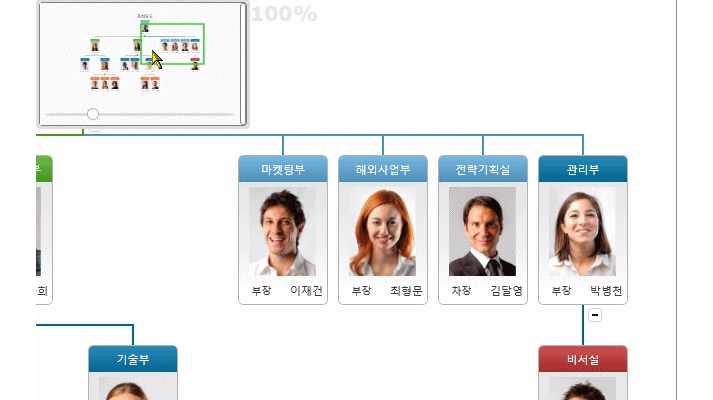 100%
부
마켓팅부
해외사업부
전략기획실
관리부
희
부장 이재건
부장 최형문
차장 김달영
부장 박병천
기술부
비서실